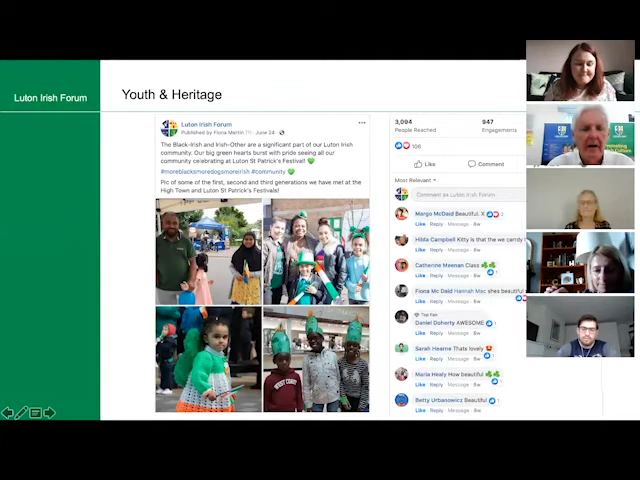 Luton Irish Forum
Youth & Heritage
Luton Irish Forum
June 24
The Black-Irish and Irish-Other are a significant part of our Luton Irish
community. Our big green hearts burst with pride seeing all our
community celebrating at Luton St Patrick's Festival!
#moreblacksmoredogsmoreirish #community
Pic of some of the first, second and third generations we have met at the
High Town and Luton St Patrick's Festivals!
WEST COAST
3,094
People Reached
947
Engagements
106
Like
Comment
Most Relevant
Comment as Luton Irish Forum
Margo McDaid Beautiful. X
Like Reply Message 8w
Hilda Campbell Kitty is that the wee candy
Like Reply Message 8w
Catherine Meenan Class
Like Reply Message 8w
Fiona Mc Daid Hannah Mac shes beautiful
Like Reply Message 8w
Top Fan
Daniel Doherty AWESOME
Like Reply Message 8w
Sarah Hearne Thats lovely
Like Reply Message 8w
Maria Healy How beautiful
Like Reply Message 8w
Betty Urbanowicz Beautiful
Like Reply Message 8w